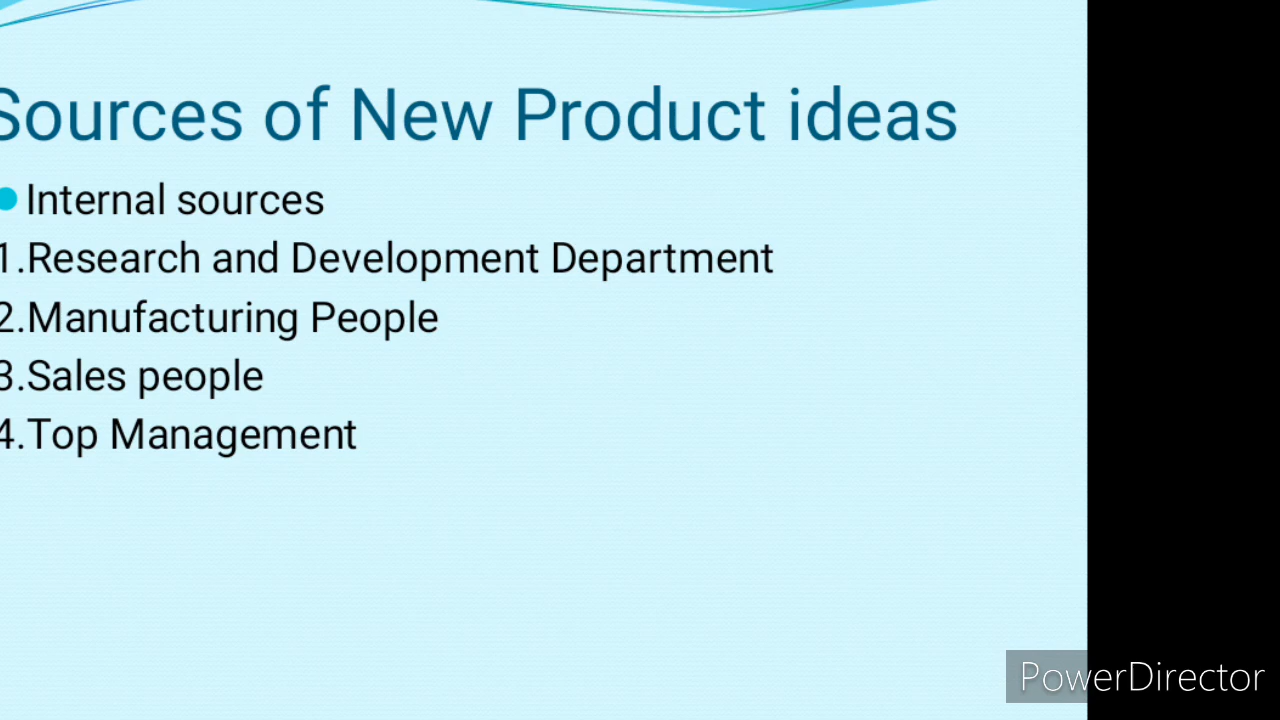 Sources of New Product ideas
Internal sources
1.Research and Development Department
2.Manufacturing People
3.Sales people
4.Top Management
PowerDirector